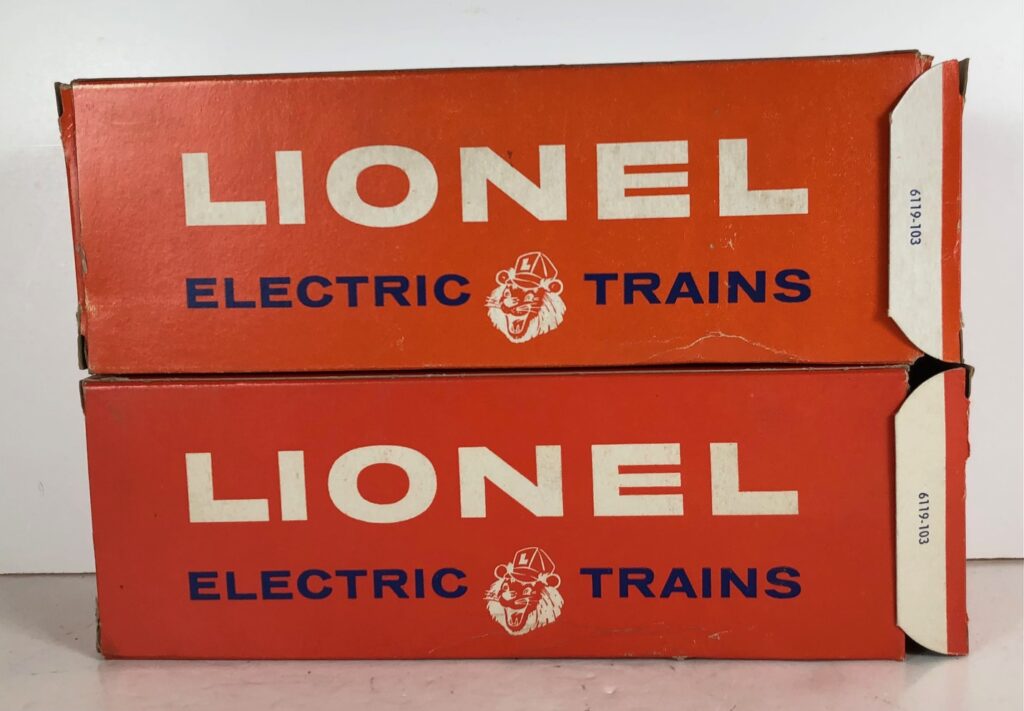 LIONEL
ELECTRIC TRAINS
L
6119-103
LIONEL
ELECTRIC TRAINS
L
6119-103